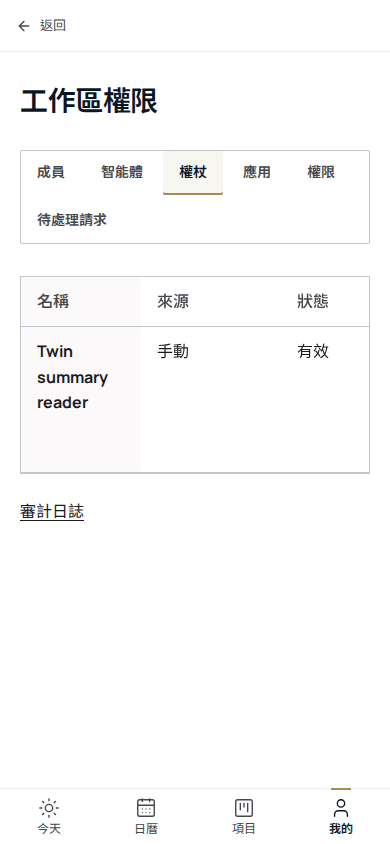 返回
工作區權限
成員 智能體 權杖 應用 權限
待處理請求
名稱 來源 狀態
Twin 手動 有效
summary
reader
審計日誌
今天 日曆 項目 我的